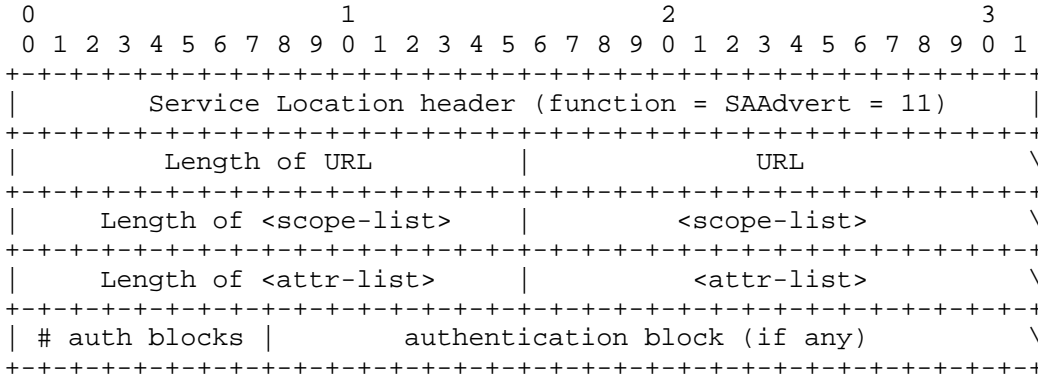 0                   1                   2                   3
0 1 2 3 4 5 6 7 8 9 0 1 2 3 4 5 6 7 8 9 0 1 2 3 4 5 6 7 8 9 0 1
+-+-+-+-+-+-+-+-+-+-+-+-+-+-+-+-+-+-+-+-+-+-+-+-+-+-+-+-+-+-+-+-+
|        Service Location header (function = SAAdvert = 11)     |
+-+-+-+-+-+-+-+-+-+-+-+-+-+-+-+-+-+-+-+-+-+-+-+-+-+-+-+-+-+-+-+-+
|         Length of URL         |              URL              \
+-+-+-+-+-+-+-+-+-+-+-+-+-+-+-+-+-+-+-+-+-+-+-+-+-+-+-+-+-+-+-+-+
|     Length of <scope-list>    |         <scope-list>          \
+-+-+-+-+-+-+-+-+-+-+-+-+-+-+-+-+-+-+-+-+-+-+-+-+-+-+-+-+-+-+-+-+
|     Length of <attr-list>     |          <attr-list>          \
+-+-+-+-+-+-+-+-+-+-+-+-+-+-+-+-+-+-+-+-+-+-+-+-+-+-+-+-+-+-+-+-+
| # auth blocks |        authentication block (if any)          \
+-+-+-+-+-+-+-+-+-+-+-+-+-+-+-+-+-+-+-+-+-+-+-+-+-+-+-+-+-+-+-+-+